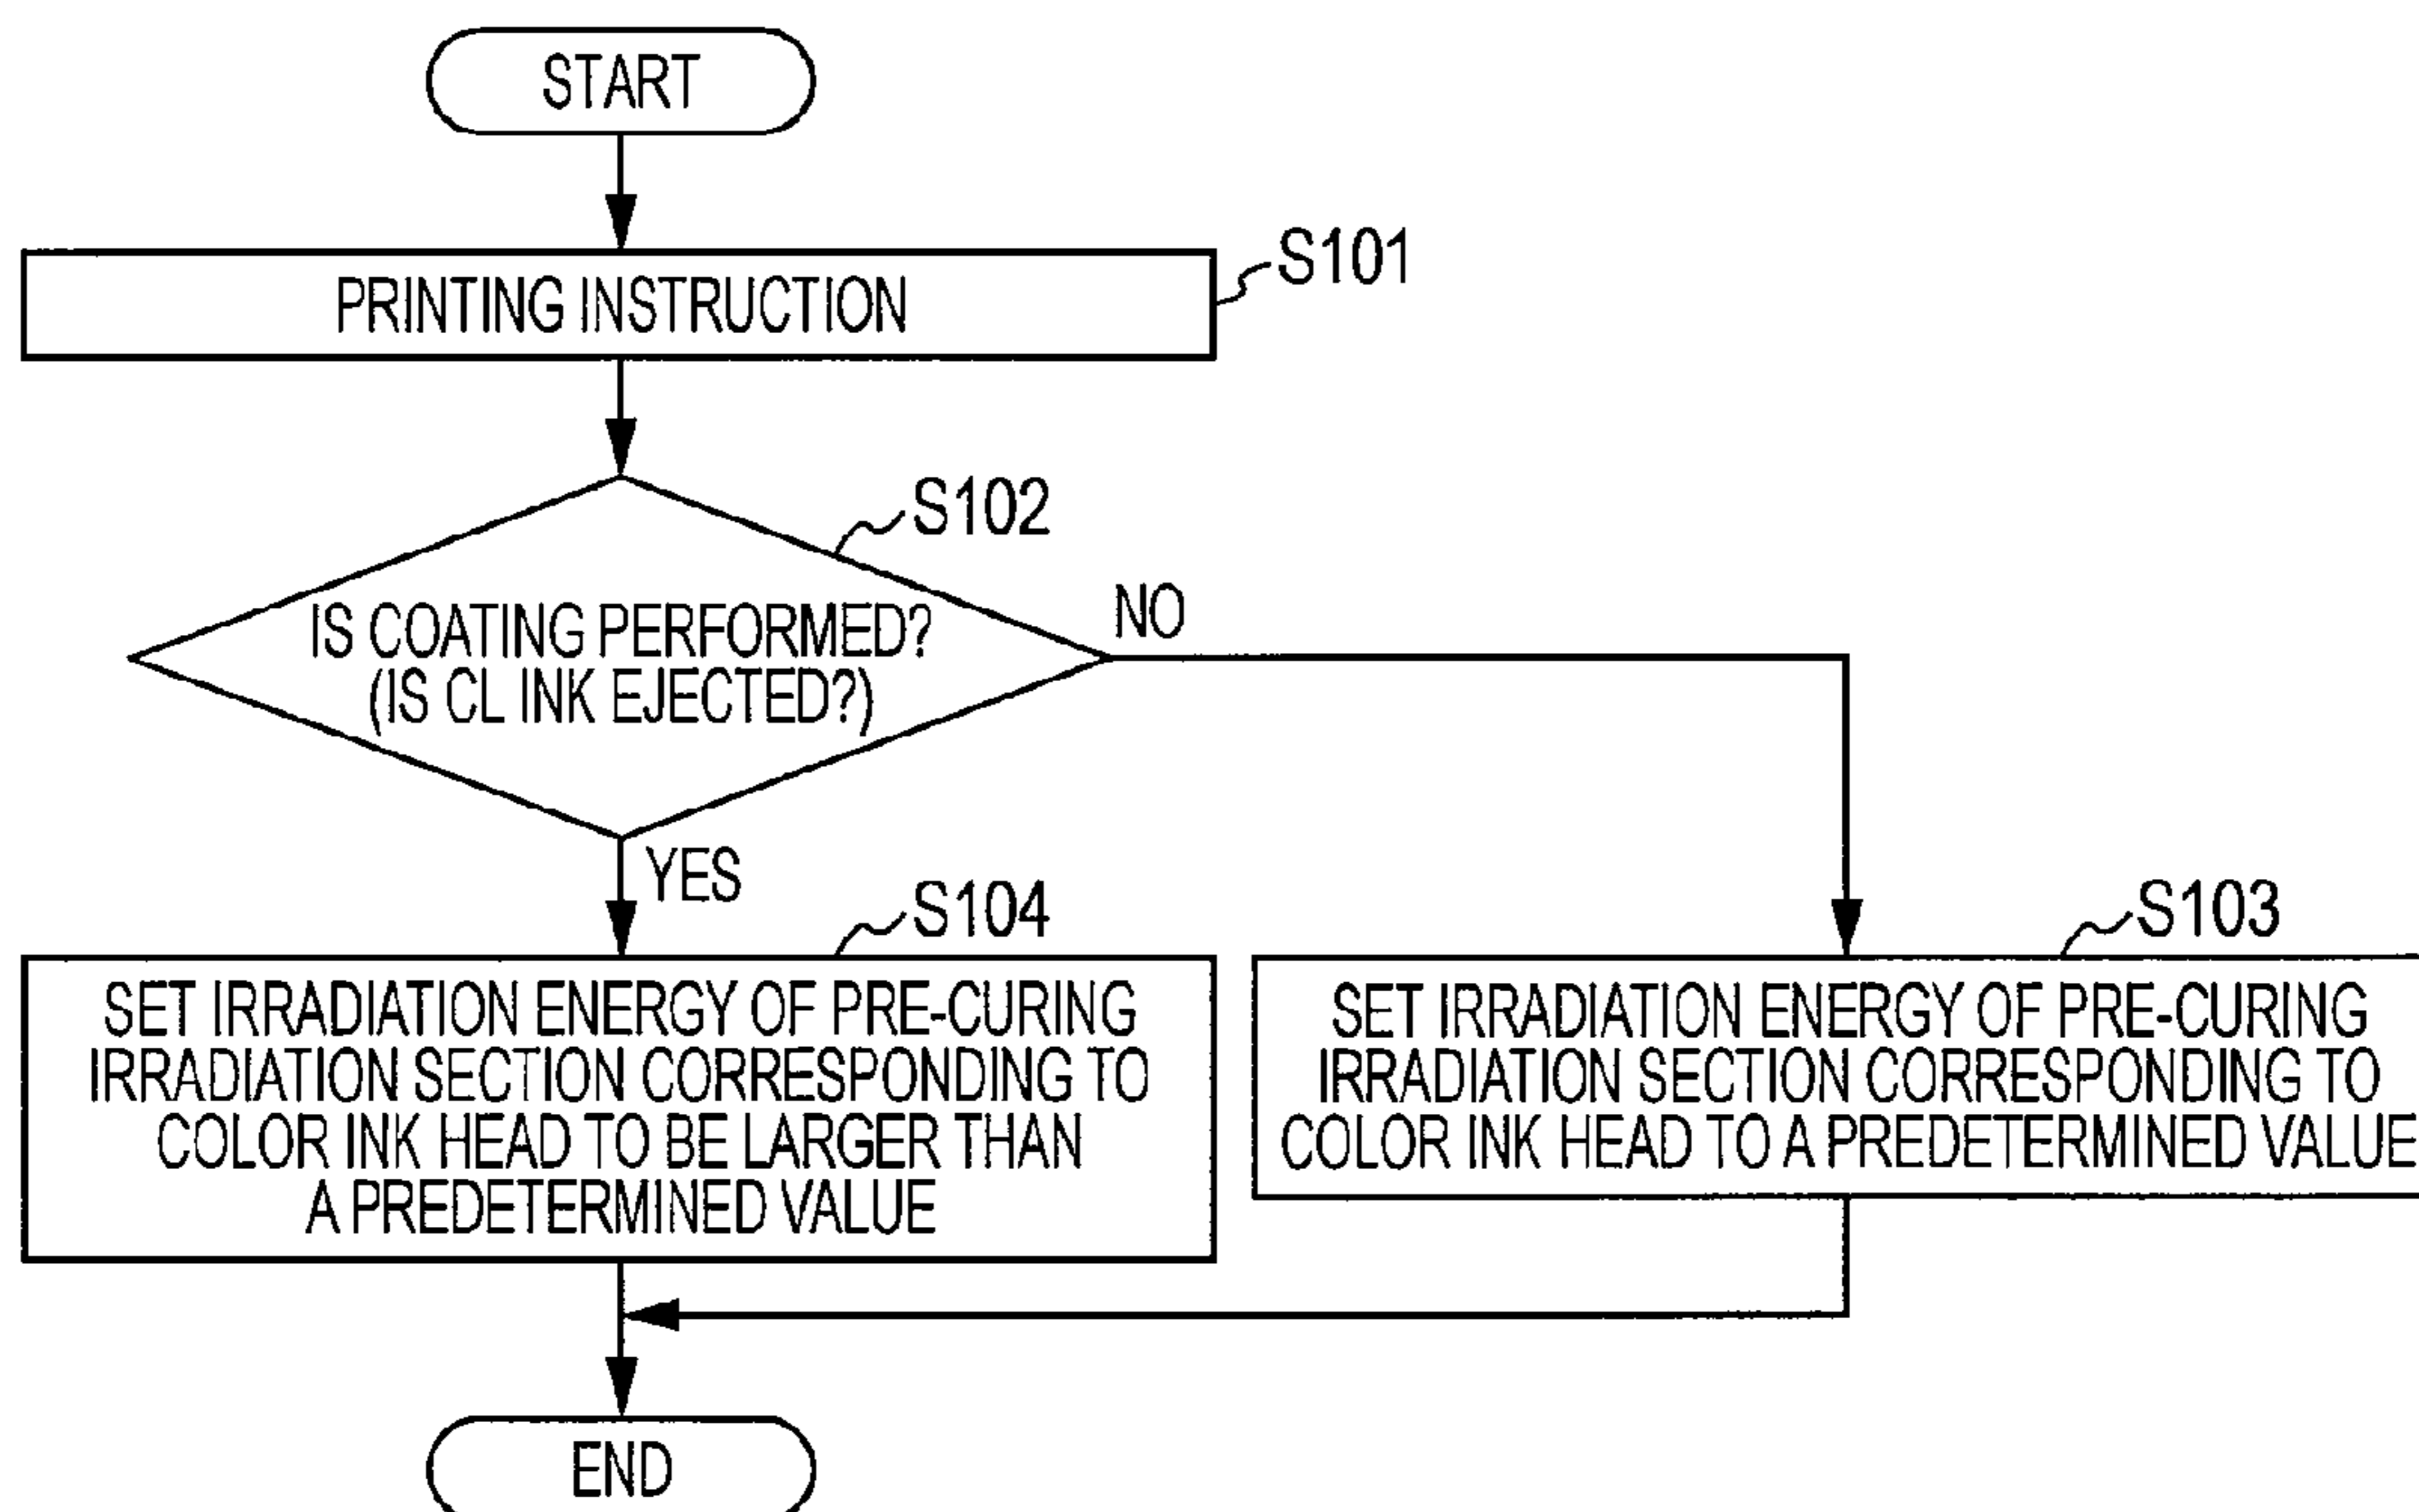 START
PRINTING INSTRUCTION
S101
S102
IS COATING PERFORMED?
(IS CL INK EJECTED?)
NO
YES
S104
SET IRRADIATION ENERGY OF PRE-CURING
IRRADIATION SECTION CORRESPONDING TO
COLOR INK HEAD TO BE LARGER THAN
A PREDETERMINED VALUE
S103
SET IRRADIATION ENERGY OF PRE-CURING
IRRADIATION SECTION CORRESPONDING TO
COLOR INK HEAD TO A PREDETERMINED VALUE
END